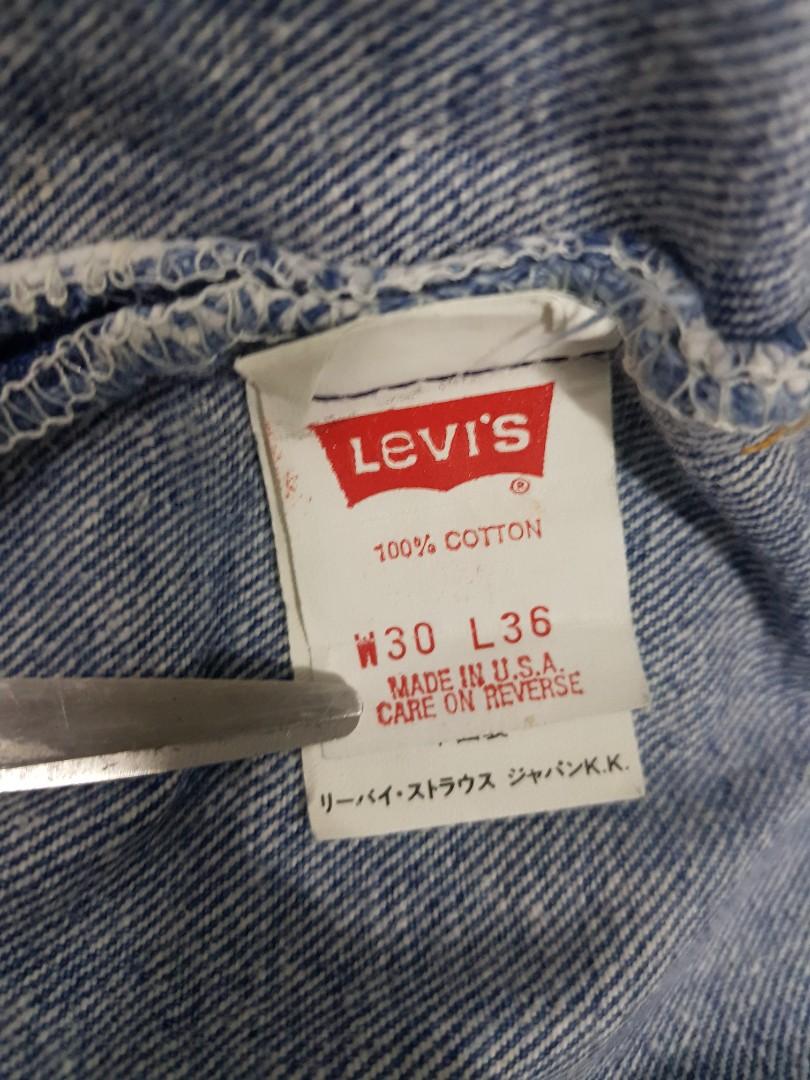 LEVI'S
®
100% COTTON
W30 L36
MADE IN U.S.A.
CARE ON REVERSE
リーバイ・ストラウス ジャパンK.K.